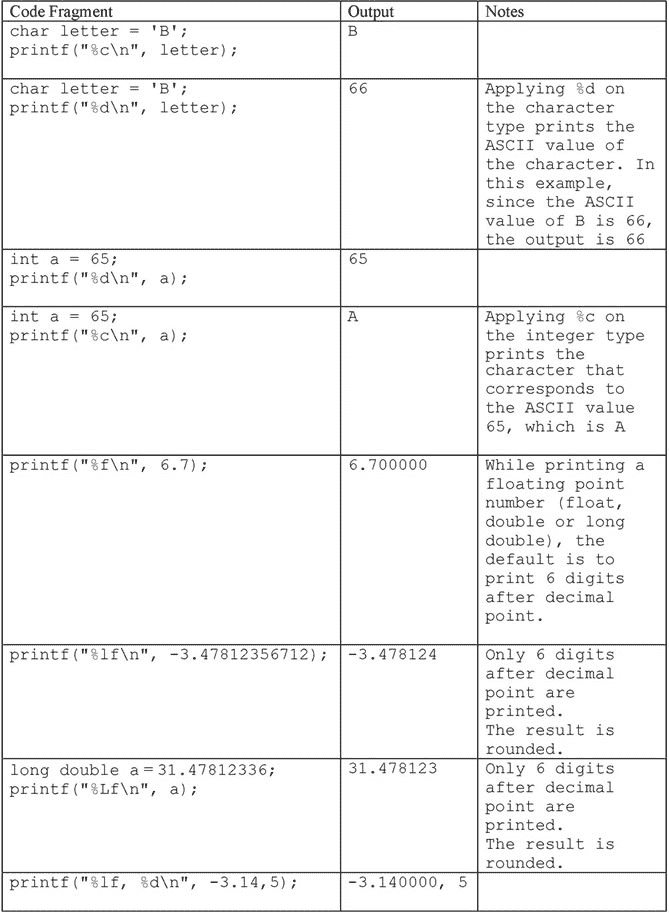 Code Fragment Output Notes
char letter = 'B'; B
printf("%c\n", letter);
char letter = 'B'; 66 Applying %d on
printf("%d\n", letter); the character
type prints the
ASCII value of
the character. In
this example,
since the ASCII
value of B is 66,
the output is 66
int a = 65; 65
printf("%d\n", a);
int a = 65; A Applying %c on
printf("%c\n", a); the integer type
prints the
character that
corresponds to
the ASCII value
65, which is A
printf("%f\n", 6.7); 6.700000 While printing a
floating point
number (float,
double or long
double), the
default is to
print 6 digits
after decimal
point.
printf("%lf\n", -3.47812356712); -3.478124 Only 6 digits
after decimal
point are
printed.
The result is
rounded.
long double a=31.47812336; 31.478123 Only 6 digits
printf("%Lf\n", a); after decimal
point are
printed.
The result is
rounded.
printf("%lf, %d\n", -3.14,5); -3.140000, 5